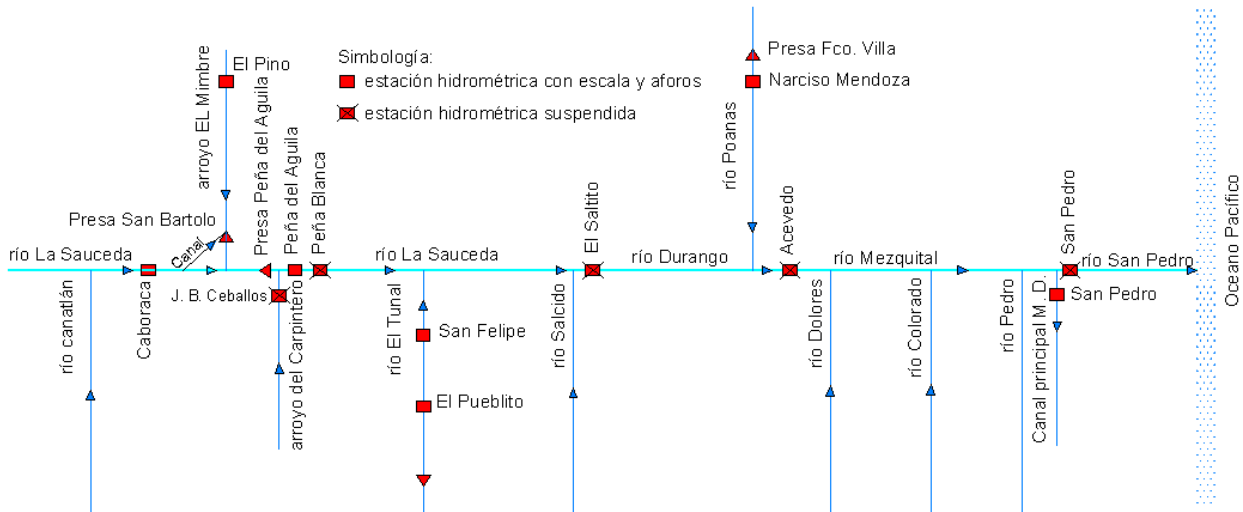 Simbología:
estación hidrométrica con escala y aforos
estación hidrométrica suspendida
El Pino
arroyo EL Mimbre
Presa San Bartolo
Canal
río La Sauceda
río canatlán
Caboraca
Presa Peña del Aguila
Peña del Aguila
Peña Blanca
J. B. Ceballos
arroyo del Carpintero
río La Sauceda
río El Tunal
San Felipe
El Pueblito
río Salcido
El Saltito
río Durango
Presa Fco. Villa
Narciso Mendoza
río Poanas
Acevedo
río Mezquital
río Dolores
río Colorado
río Pedro
Canal principal M .D.
San Pedro
San Pedro
río San Pedro
Oceano Pacífico